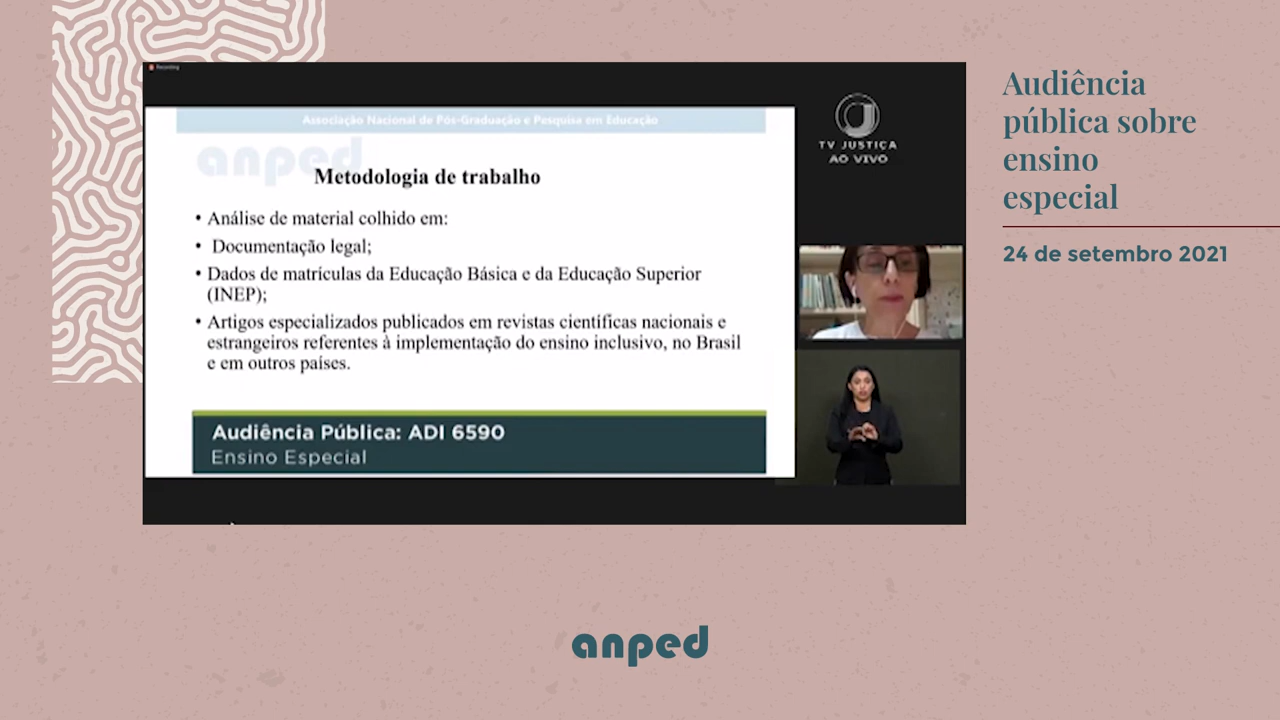 Recording
Associação Nacional de Pós-Graduação e Pesquisa em Educação
anped
Metodologia de trabalho
• Análise de material colhido em:
• Documentação legal;
• Dados de matrículas da Educação Básica e da Educação Superior
(INEP);
• Artigos especializados publicados em revistas científicas nacionais e
estrangeiros referentes à implementação do ensino inclusivo, no Brasil
e em outros países.
Audiência Pública: ADI 6590
Ensino Especial
TV JUSTIÇA
AO VIVO
Audiência
pública sobre
ensino
especial
24 de setembro 2021
anped